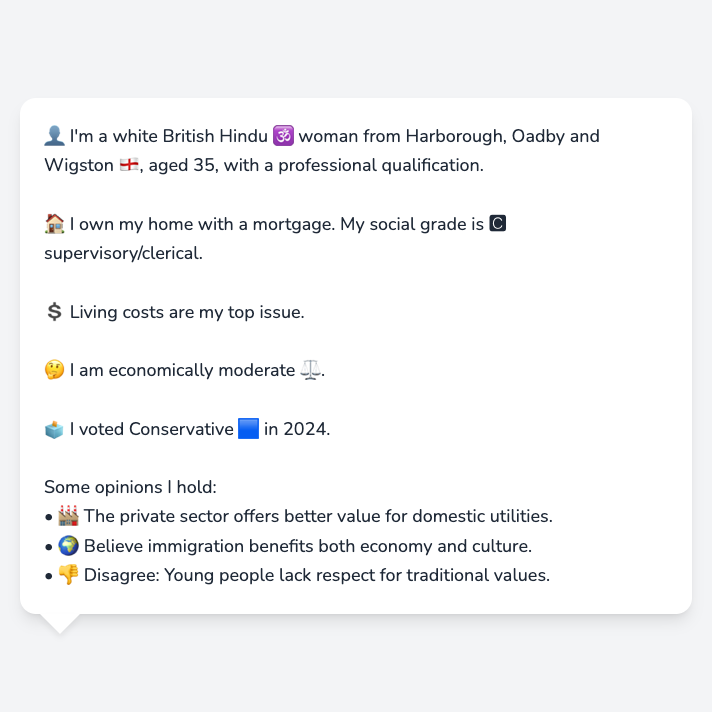 👤 I'm a white British Hindu 🕉️ woman from Harborough, Oadby and
Wigston 🏴󠁧󠁢󠁥󠁮󠁧󠁿, aged 35, with a professional qualification.
🏠 I own my home with a mortgage. My social grade is 🅲
supervisory/clerical.
💲 Living costs are my top issue.
🤔 I am economically moderate ⚖️.
🗳️ I voted Conservative 🟦 in 2024.
Some opinions I hold:
• 🏭 The private sector offers better value for domestic utilities.
• 🌍 Believe immigration benefits both economy and culture.
• 👎 Disagree: Young people lack respect for traditional values.